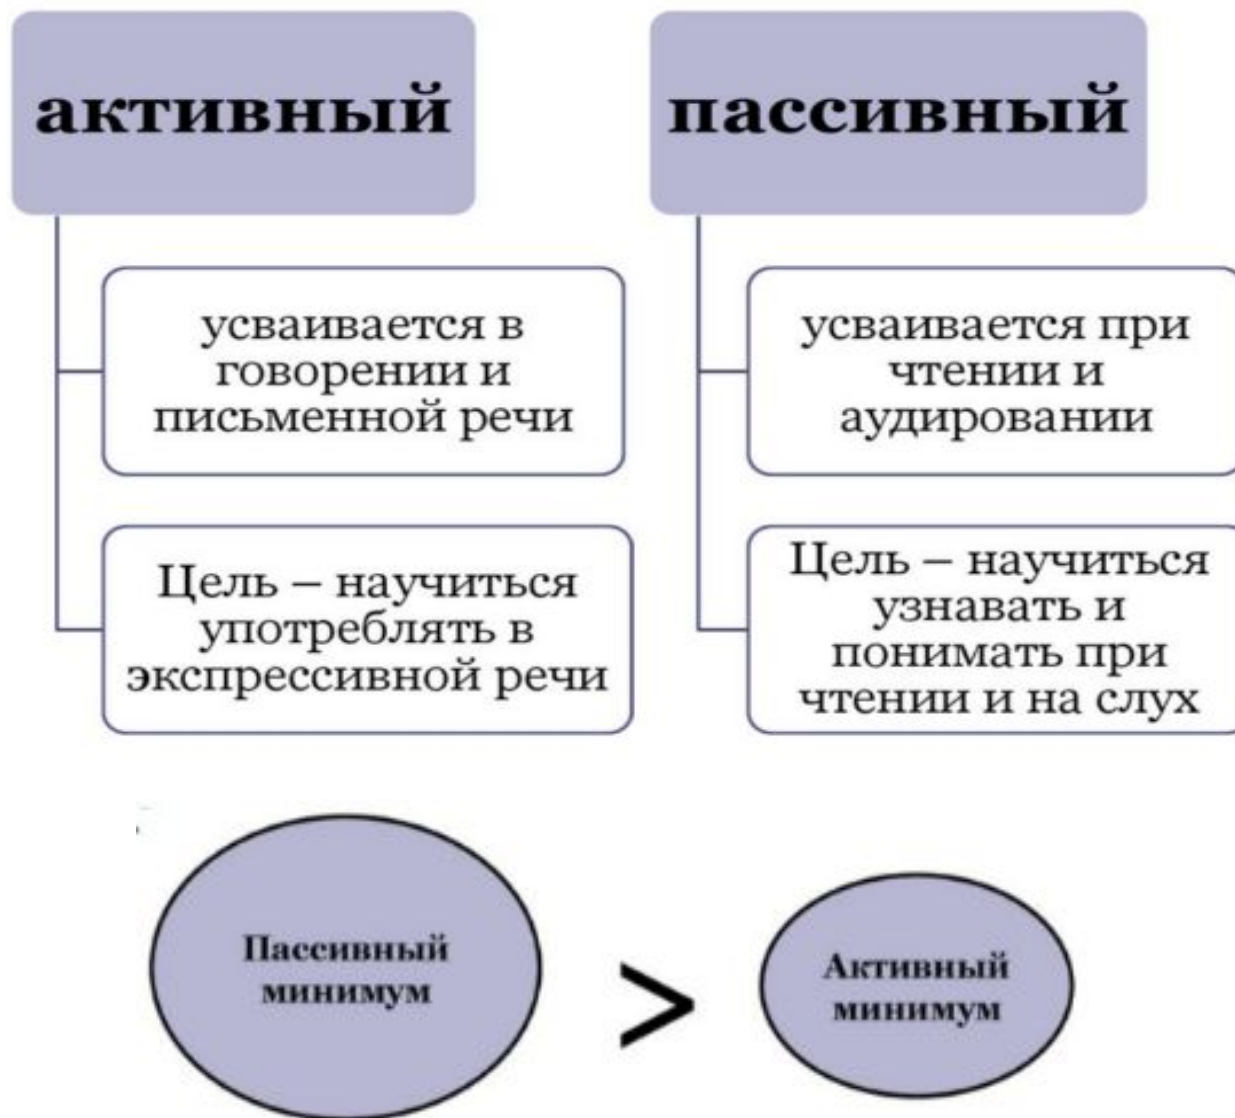 активный
усваивается в
говорении и
письменной речи
Цель – научиться
употреблять в
экспрессивной речи
пассивный
усваивается при
чтении и
аудировании
Цель – научиться
узнавать и
понимать при
чтении и на слух
Пассивный
минимум
>
Активный
минимум